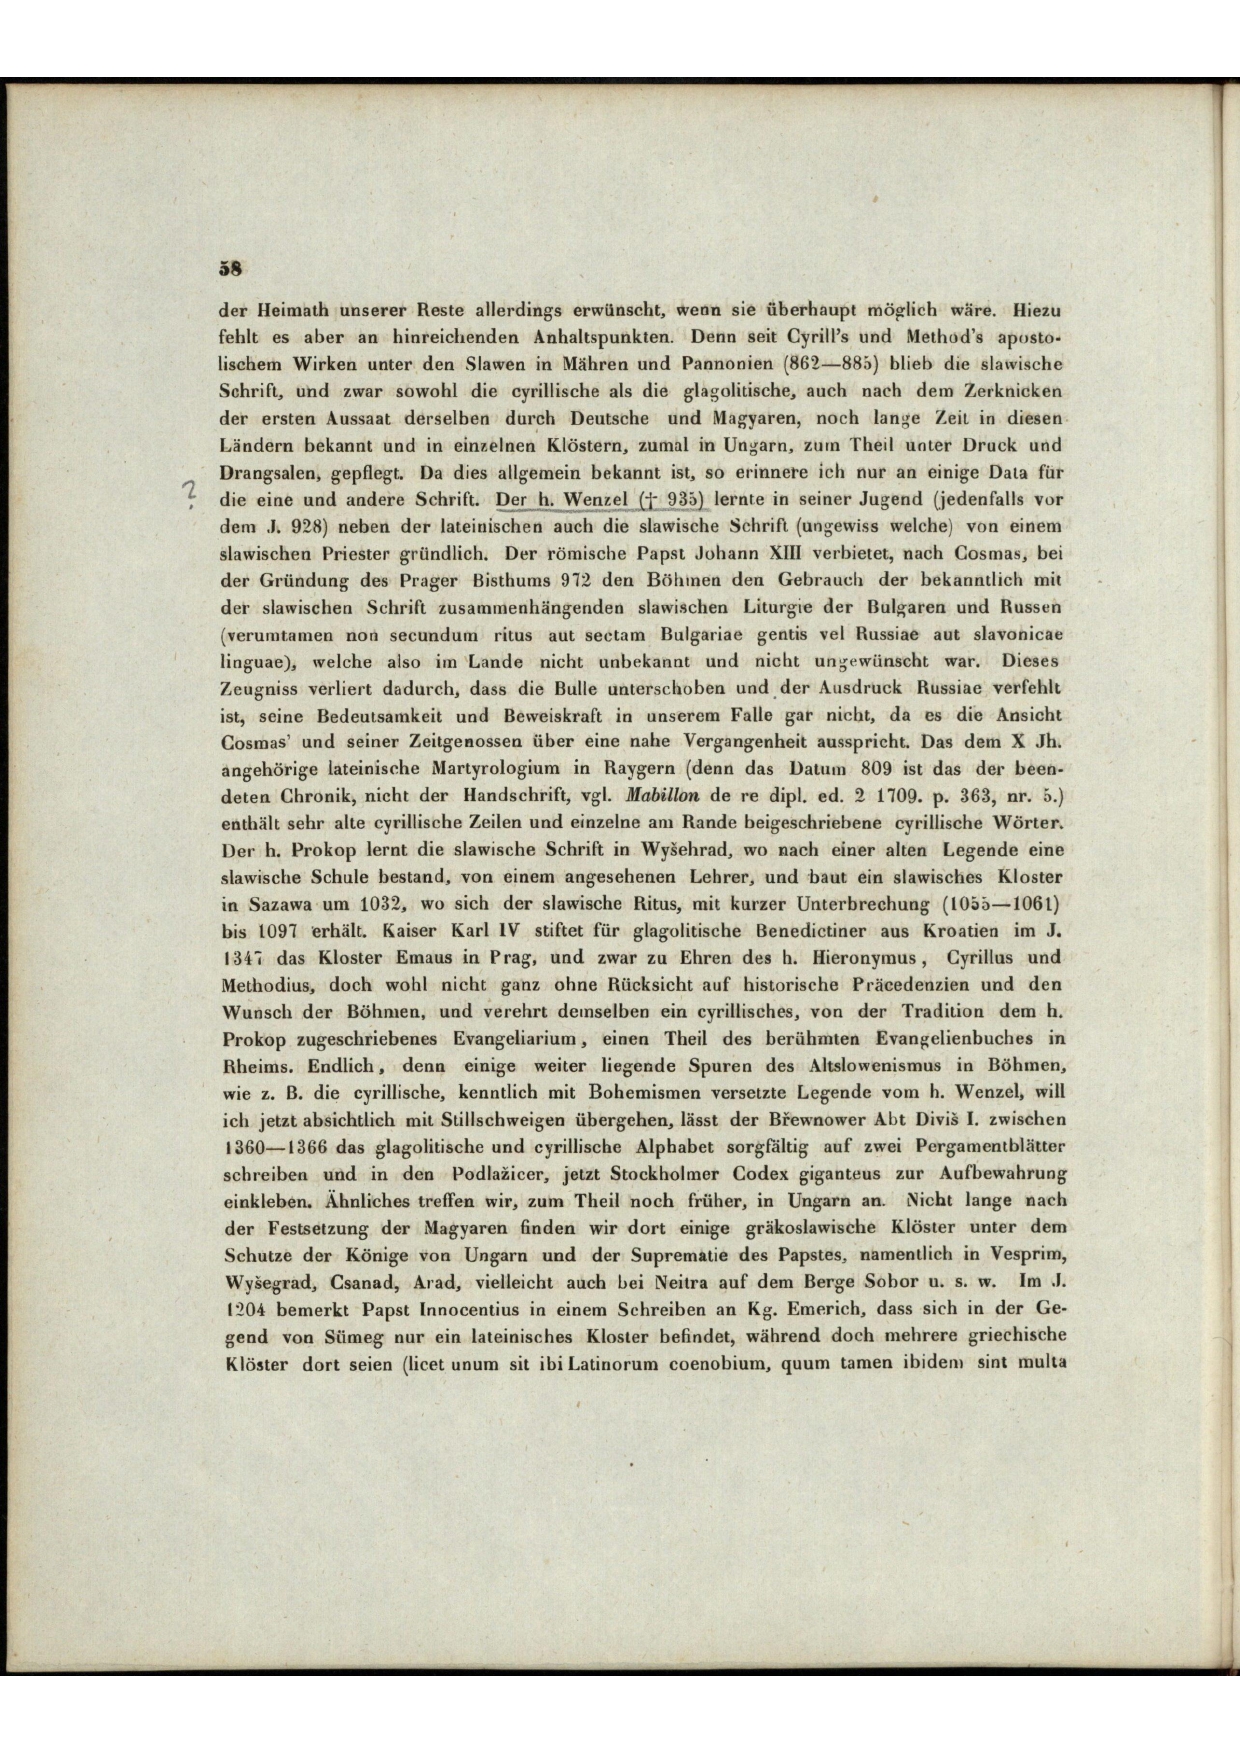 58
der Heimath unserer Reste allerdings erwünscht, wenn sie überhaupt möglich wäre. Hiezu
fehlt es aber an hinreichenden Anhaltspunkten. Denn seit Cyrill's und Method's aposto-
lischem Wirken unter den Slawen in Mähren und Pannonien (862—885) blieb die slawische
Schrift, und zwar sowohl die cyrillische als die glagolitische, auch nach dem Zerknicken
der ersten Aussaat derselben durch Deutsche und Magyaren, noch lange Zeit in diesen
Ländern bekannt und in einzelnen Klöstern, zumal in Ungarn, zum Theil unter Druck und
Drangsalen, gepflegt. Da dies allgemein bekannt ist, so erinnere ich nur an einige Data für
? die eine und andere Schrift. Der h. Wenzel († 935) lernte in seiner Jugend (jedenfalls vor
dem J. 928) neben der lateinischen auch die slawische Schrift (ungewiss welche) von einem
slawischen Priester gründlich. Der römische Papst Johann XIII verbietet, nach Cosmas, bei
der Gründung des Prager Bisthums 972 den Böhmen den Gebrauch der bekanntlich mit
der slawischen Schrift zusammenhängenden slawischen Liturgie der Bulgaren und Russen
(verumtamen non secundum ritus aut sectam Bulgariae gentis vel Russiae aut slavonicae
linguae), welche also im Lande nicht unbekannt und nicht ungewünscht war. Dieses
Zeugniss verliert dadurch, dass die Bulle unterschoben und der Ausdruck Russiae verfehlt
ist, seine Bedeutsamkeit und Beweiskraft in unserem Falle gar nicht, da es die Ansicht
Cosmas' und seiner Zeitgenossen über eine nahe Vergangenheit ausspricht. Das dem X Jh.
angehörige lateinische Martyrologium in Raygern (denn das Datum 809 ist das der been-
deten Chronik, nicht der Handschrift, vgl. Mabillon de re dipl. ed. 2 1709. p. 363, nr. 5.)
enthält sehr alte cyrillische Zeilen und einzelne am Rande beigeschriebene cyrillische Wörter.
Der h. Prokop lernt die slawische Schrift in Wyšehrad, wo nach einer alten Legende eine
slawische Schule bestand, von einem angesehenen Lehrer, und baut ein slawisches Kloster
in Sazawa um 1032, wo sich der slawische Ritus, mit kurzer Unterbrechung (1055—1061)
bis 1097 erhält. Kaiser Karl IV stiftet für glagolitische Benedictiner aus Kroatien im J.
1347 das Kloster Emaus in Prag, und zwar zu Ehren des h. Hieronymus, Cyrillus und
Methodius, doch wohl nicht ganz ohne Rücksicht auf historische Präcedenzien und den
Wunsch der Böhmen, und verehrt demselben ein cyrillisches, von der Tradition dem h.
Prokop zugeschriebenes Evangeliarium, einen Theil des berühmten Evangelienbuches in
Rheims. Endlich, denn einige weiter liegende Spuren des Altslowenismus in Böhmen,
wie z. B. die cyrillische, kenntlich mit Bohemismen versetzte Legende vom h. Wenzel, will
ich jetzt absichtlich mit Stillschweigen übergehen, lässt der Břewnower Abt Diviš I. zwischen
1360—1366 das glagolitische und cyrillische Alphabet sorgfältig auf zwei Pergamentblätter
schreiben und in den Podlažicer, jetzt Stockholmer Codex giganteus zur Aufbewahrung
einkleben. Ähnliches treffen wir, zum Theil noch früher, in Ungarn an. Nicht lange nach
der Festsetzung der Magyaren finden wir dort einige gräkoslawische Klöster unter dem
Schutze der Könige von Ungarn und der Suprematie des Papstes, namentlich in Vesprim,
Wyšegrad, Csanad, Arad, vielleicht auch bei Neitra auf dem Berge Sobor u. s. w. Im J.
1204 bemerkt Papst Innocentius in einem Schreiben an Kg. Emerich, dass sich in der Ge-
gend von Sümeg nur ein lateinisches Kloster befindet, während doch mehrere griechische
Klöster dort seien (licet unum sit ibi Latinorum coenobium, quum tamen ibidem sint multa